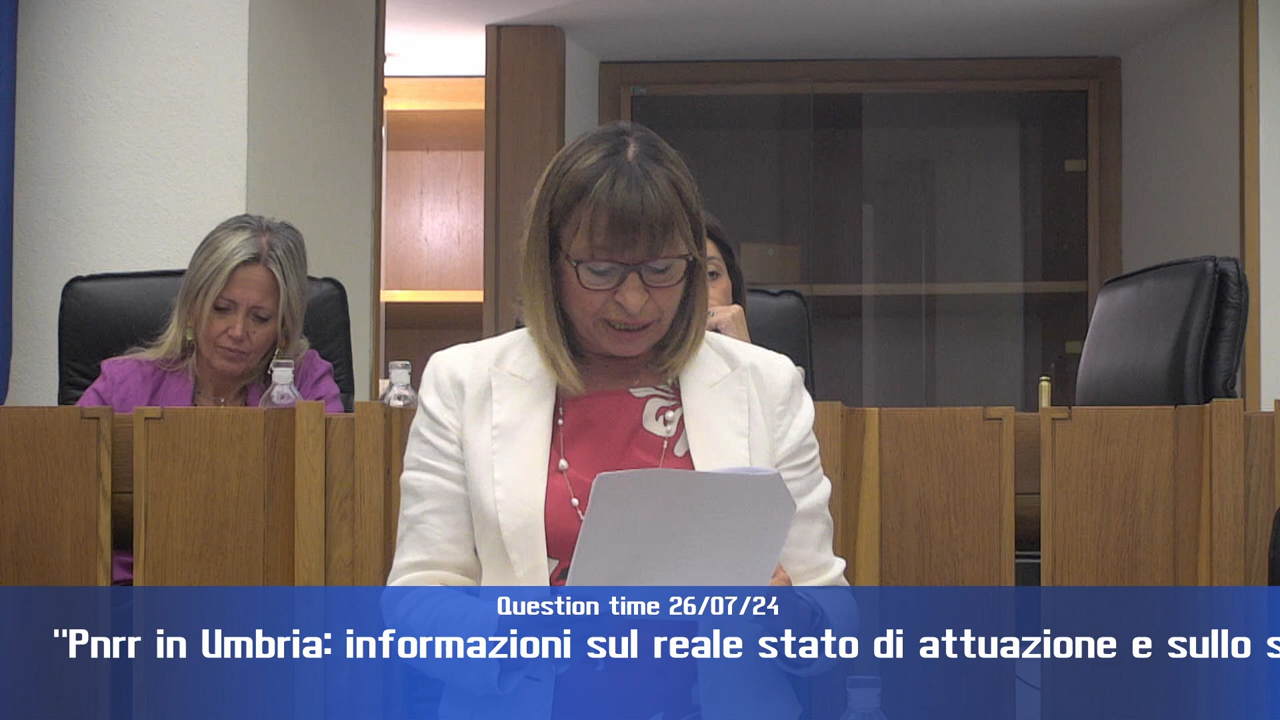 Question time 26/07/24
"Pnrr in Umbria: informazioni sul reale stato di attuazione e sullo s